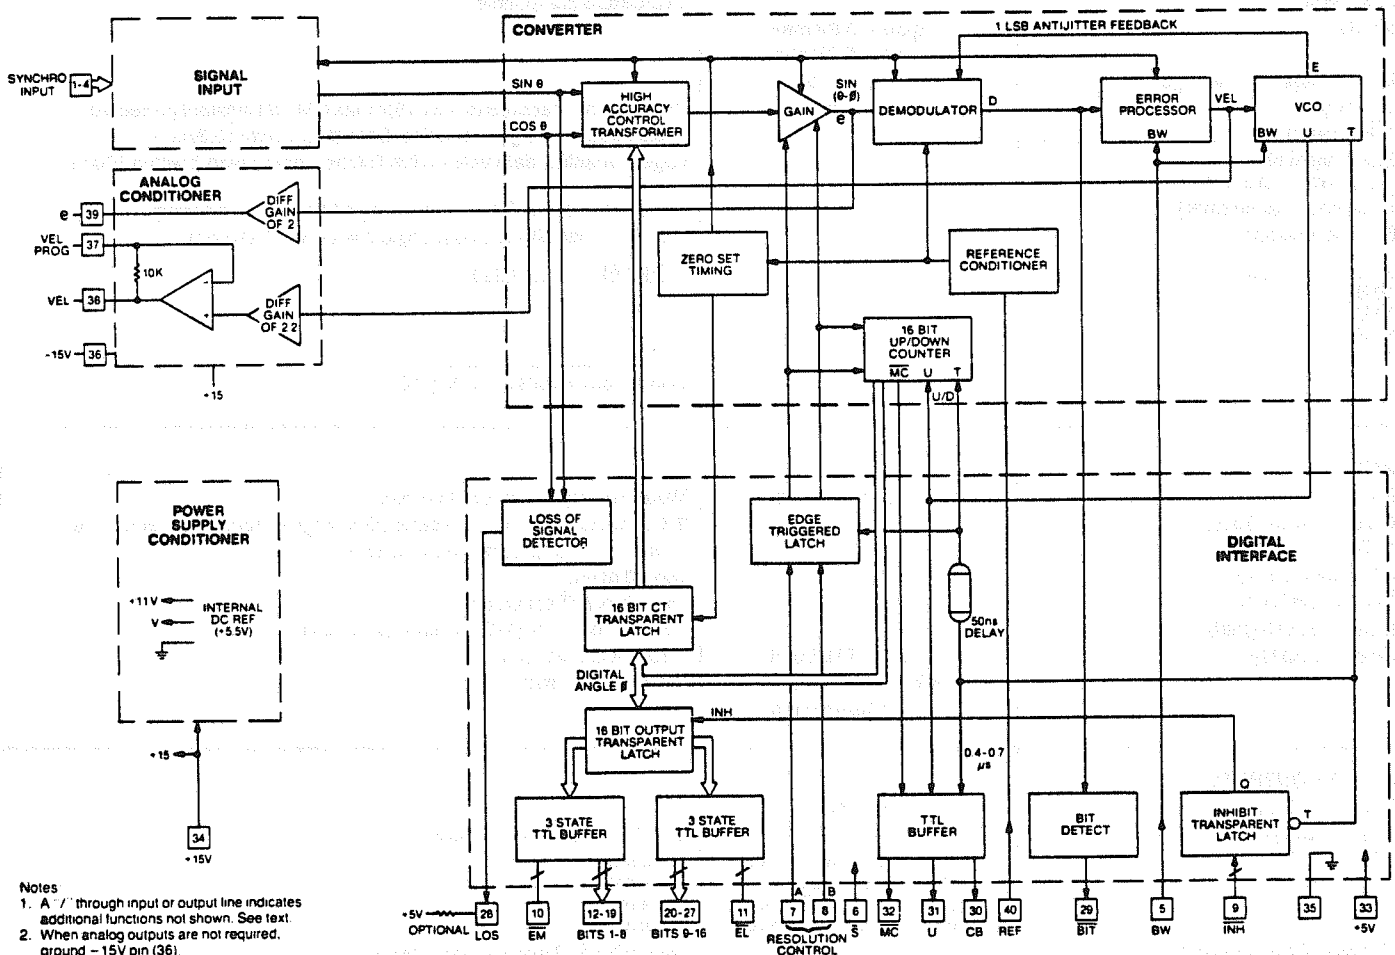 CONVERTER
1 LSB ANTIJITTER FEEDBACK
SYNCHRO
INPUT
1-4
SIGNAL
INPUT
SIN θ
COS θ
HIGH
ACCURACY
CONTROL
TRANSFORMER
GAIN
SIN
(θ-ϕ)
e
DEMODULATOR
D
ERROR
PROCESSOR
BW
VEL
E
VCO
BW U T
ANALOG
CONDITIONER
e
39
DIFF
GAIN
OF 2
VEL
PROG
37
10K
VEL
38
-
+
DIFF
GAIN
OF 2.2
-15V
36
+15
ZERO SET
TIMING
REFERENCE
CONDITIONER
16 BIT
UP/DOWN
COUNTER
MC U T
U/D
POWER
SUPPLY
CONDITIONER
+11V
V
INTERNAL
DC REF
(+5.5V)
+15
34
+15V
LOSS OF
SIGNAL
DETECTOR
EDGE
TRIGGERED
LATCH
DIGITAL
INTERFACE
16 BIT CT
TRANSPARENT
LATCH
50ns
DELAY
DIGITAL
ANGLE ϕ
16 BIT OUTPUT
TRANSPARENT
LATCH
INH
0.4-0.7
μs
3 STATE
TTL BUFFER
3 STATE
TTL BUFFER
TTL
BUFFER
BIT
DETECT
Q
INHIBIT
TRANSPARENT
LATCH
T
A
B
+5V
OPTIONAL
28
LOS
10
EM
12-19
BITS 1-8
20-27
BITS 9-16
11
EL
7
8
RESOLUTION
CONTROL
6
S
32
MC
31
U
30
CB
40
REF
29
BIT
5
BW
9
INH
35
33
+5V
Notes
1. A "/" through input or output line indicates
additional functions not shown. See text.
2. When analog outputs are not required,
ground -15V pin (36).